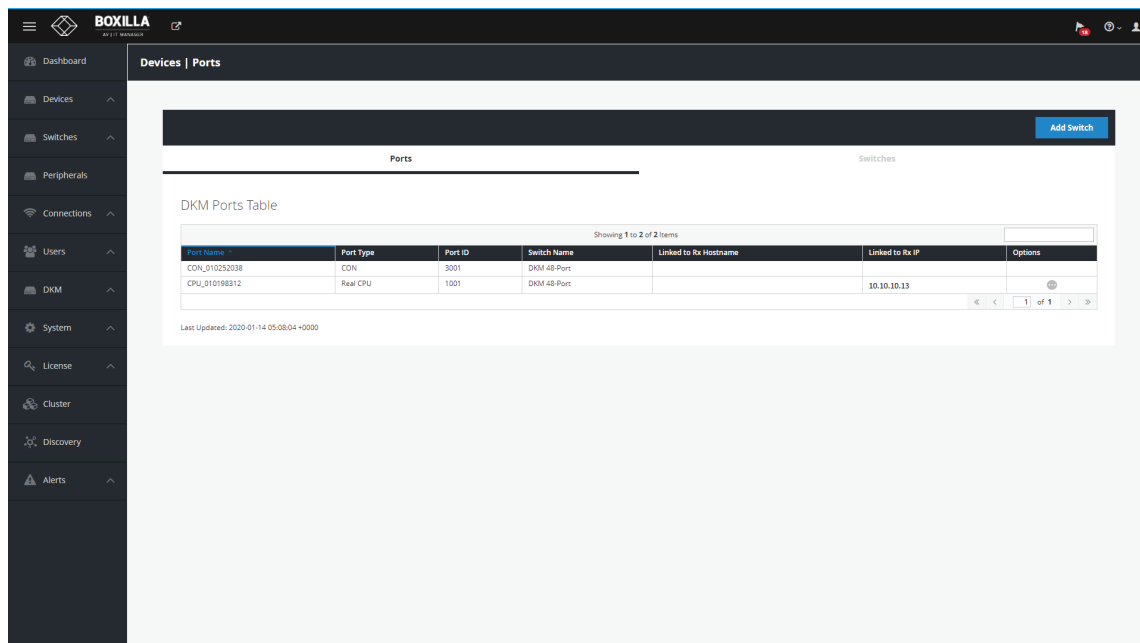 BOXILLA
AV | IT MANAGER
18
Dashboard
Devices
Switches
Peripherals
Connections
Users
DKM
System
License
Cluster
Discovery
Alerts
Devices | Ports
Add Switch
Ports Switches
DKM Ports Table
Showing 1 to 2 of 2 Items
Port Name Port Type Port ID Switch Name Linked to Rx Hostname Linked to Rx IP Options
CON_010252038 CON 3001 DKM 48-Port
CPU_010198312 Real CPU 1001 DKM 48-Port 10.10.10.13
1 of 1
Last Updated: 2020-01-14 05:08:04 +0000